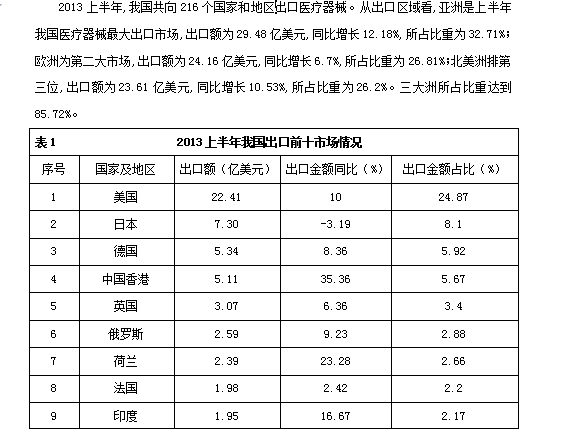 2013 上半年,我国共向 216 个国家和地区出口医疗器械。从出口区域看,亚洲是上半年
我国医疗器械最大出口市场,出口额为 29.48 亿美元,同比增长 12.18%,所占比重为 32.71%;
欧洲为第二大市场,出口额为 24.16 亿美元,同比增长 6.7%,所占比重为 26.81%;北美洲排第
三位,出口额为 23.61 亿美元,同比增长 10.53%,所占比重为 26.2%。三大洲所占比重达到
85.72%。
表1 2013 上半年我国出口前十市场情况
序号 国家及地区 出口额（亿美元） 出口金额同比（%） 出口金额占比（%）
1 美国 22.41 10 24.87
2 日本 7.30 -3.19 8.1
3 德国 5.34 8.36 5.92
4 中国香港 5.11 35.36 5.67
5 英国 3.07 6.36 3.4
6 俄罗斯 2.59 9.23 2.88
7 荷兰 2.39 23.28 2.66
8 法国 1.98 2.42 2.2
9 印度 1.95 16.67 2.17